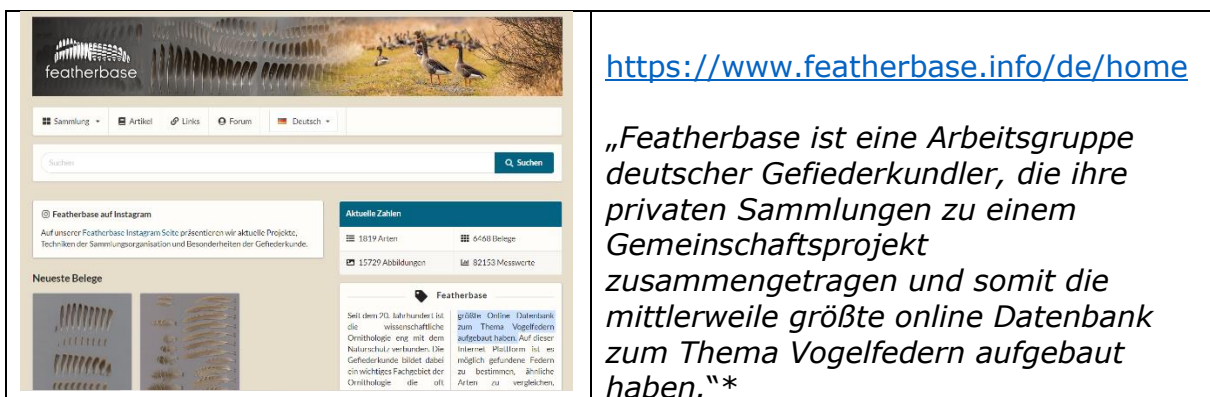 featherbase
Sammlung
Artikel
Links
Forum
Deutsch
Suchen
Suchen
Featherbase auf Instagram
Auf unserer Featherbase Instagram Seite präsentieren wir aktuelle Projekte,
Techniken der Sammlungsorganisation und Besonderheiten der Gefiederkunde.
Neueste Belege
Aktuelle Zahlen
1819 Arten
6468 Belege
15729 Abbildungen
82153 Messwerte
Featherbase
Seit dem 20. Jahrhundert ist
die wissenschaftliche
Ornithologie eng mit dem
Naturschutz verbunden. Die
Gefiederkunde bildet dabei
ein wichtiges Fachgebiet der
Ornithologie die oft
größte Online Datenbank
zum Thema Vogelfedern
aufgebaut haben. Auf dieser
Internet Plattform ist es
möglich gefundene Federn
zu bestimmen, ähnliche
Arten zu vergleichen,
https://www.featherbase.info/de/home
„Featherbase ist eine Arbeitsgruppe
deutscher Gefiederkundler, die ihre
privaten Sammlungen zu einem
Gemeinschaftsprojekt
zusammengetragen und somit die
mittlerweile größte online Datenbank
zum Thema Vogelfedern aufgebaut
haben.“*